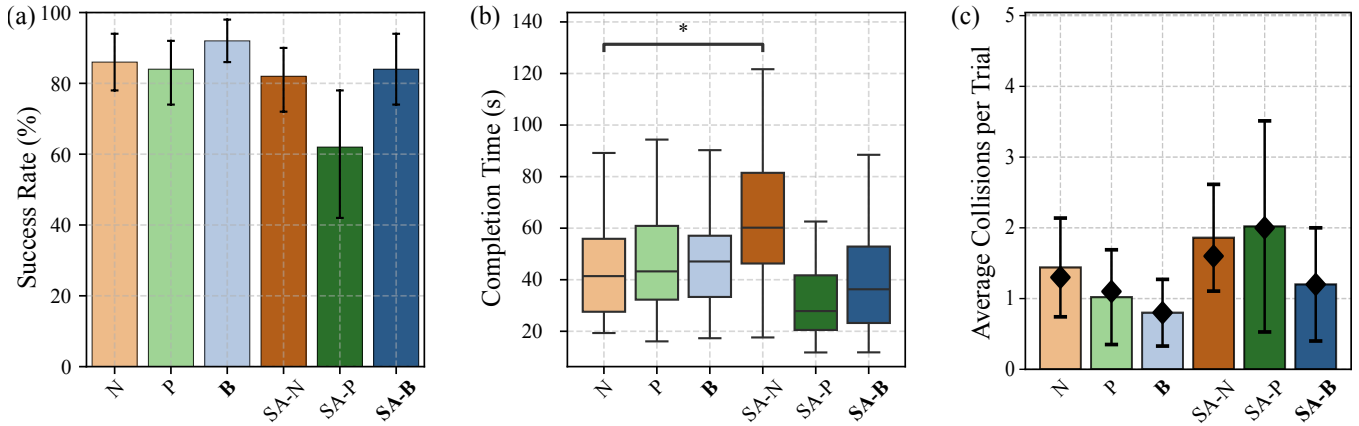 (a)
Success Rate (%)
0
20
40
60
80
100
N
P
B
SA-N
SA-P
SA-B
(b)
Completion Time (s)
20
40
60
80
100
120
140
*
N
P
B
SA-N
SA-P
SA-B
(c)
Average Collisions per Trial
0
1
2
3
4
5
N
P
B
SA-N
SA-P
SA-B